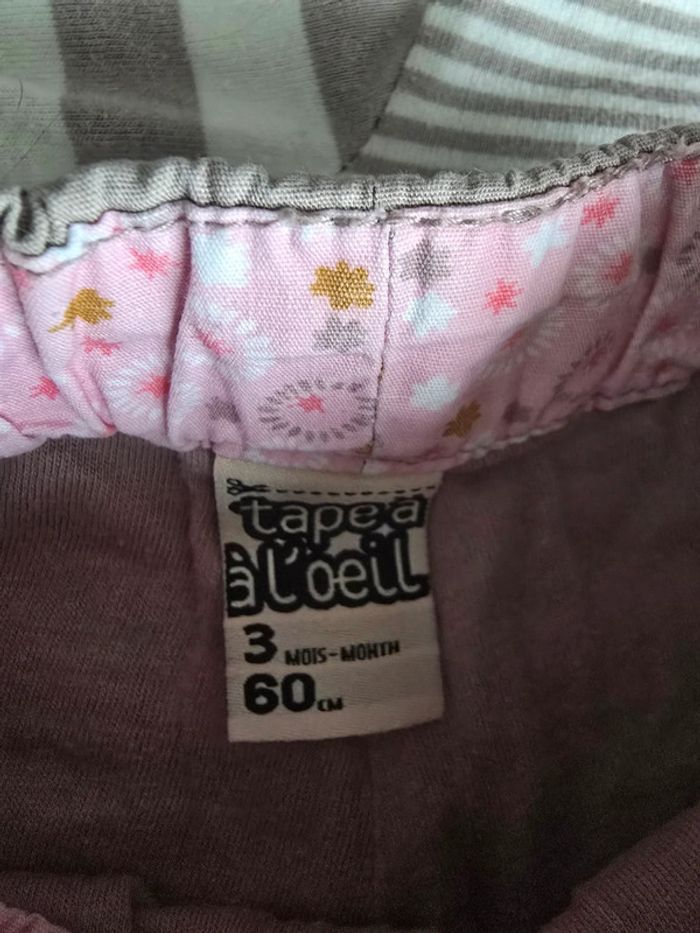 tape a
à l'oeil
3 MOIS-MONTH
60 CM